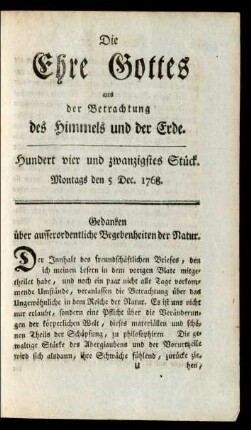 Die
Ehre Gottes
aus
der Betrachtung
des Himmels und der Erde.
Hundert vier und zwanzigstes Stück.
Montags den 5 Dec. 1768.
Gedanken
über ausserordentliche Begebenheiten der Natur.
Der Innhalt des freundschäftlichen Briefes, den
ich meinen Lesern in dem vorigen Blate mitge-
theilet habe, und noch ein paar nicht alle Tage vorkom-
mende Umstände, veranlassen die Betrachtung über das
Ungewöhnliche in dem Reiche der Natur. Es ist uns nicht
nur erlaubt, sondern eine Pflicht über die Veränderun-
gen der körperlichen Welt, dieses materiällen und schö-
nen Theils der Schöpfung, zu philosophiren. Die ge-
waltige Stärke des Aberglaubens und der Vorurtheile
wird sich alsdann, ihre Schwäche fühlend, zurücke zie-
u hen,